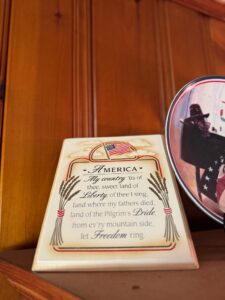 AMERICA
My country 'tis of
thee, sweet land of
Liberty, of thee I sing,
land where my fathers died,
land of the Pilgrim's Pride,
from ev'ry mountain side,
let Freedom ring.